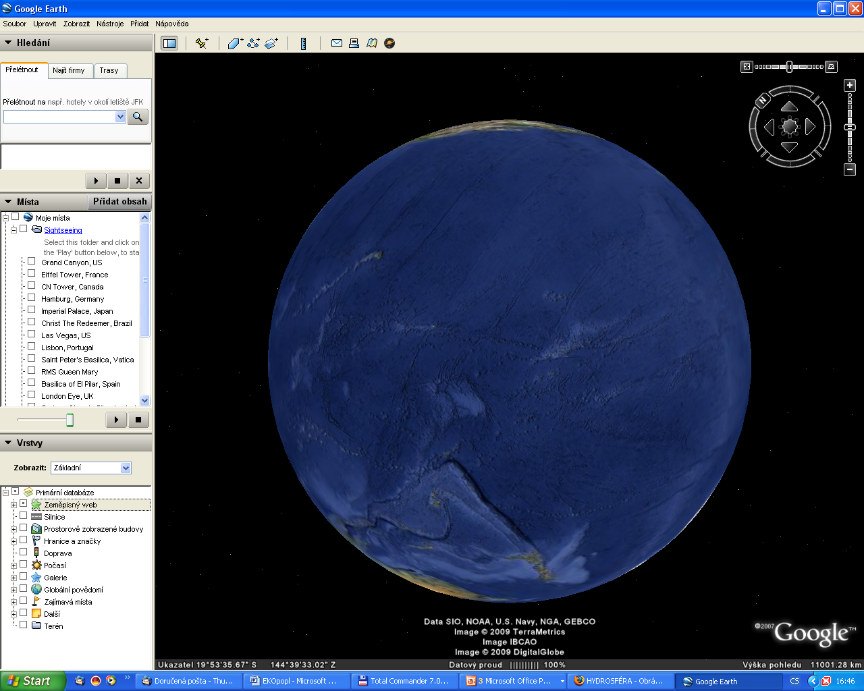 Google Earth
Soubor Upravit Zobrazit Nástroje Přidat Nápověda
Hledání
Přelétnout Najít firmy Trasy
Přelétnout na např. hotely v okolí letiště JFK
Místa Přidat obsah
Moje místa
Sightseeing
Select this folder and click on
the 'Play' button below, to sta
Grand Canyon, US
Eiffel Tower, France
CN Tower, Canada
Hamburg, Germany
Imperial Palace, Japan
Christ The Redeemer, Brazil
Las Vegas, US
Lisbon, Portugal
Saint Peter's Basilica, Vatica
RMS Queen Mary
Basilica of El Pilar, Spain
London Eye, UK
Vrstvy
Zobrazit: Základní
Primární databáze
Zeměpisný web
Silnice
Prostorově zobrazené budovy
Hranice a značky
Doprava
Počasí
Galerie
Globální povědomí
Zajímavá místa
Další
Terén
N
Data SIO, NOAA, U.S. Navy, NGA, GEBCO
Image © 2009 TerraMetrics
Image IBCAO
Image © 2009 DigitalGlobe
©2007 Google™
Ukazatel 19°53'35.67" S 144°39'33.02" Z Datový proud |||||||||| 100% Výška pohledu 11001.28 km
Start Doručená pošta - Thu... EKOpopl - Microsoft ... Total Commander 7.0... 3 Microsoft Office P... HYDROSFÉRA - Obrá... Google Earth CS 16:46